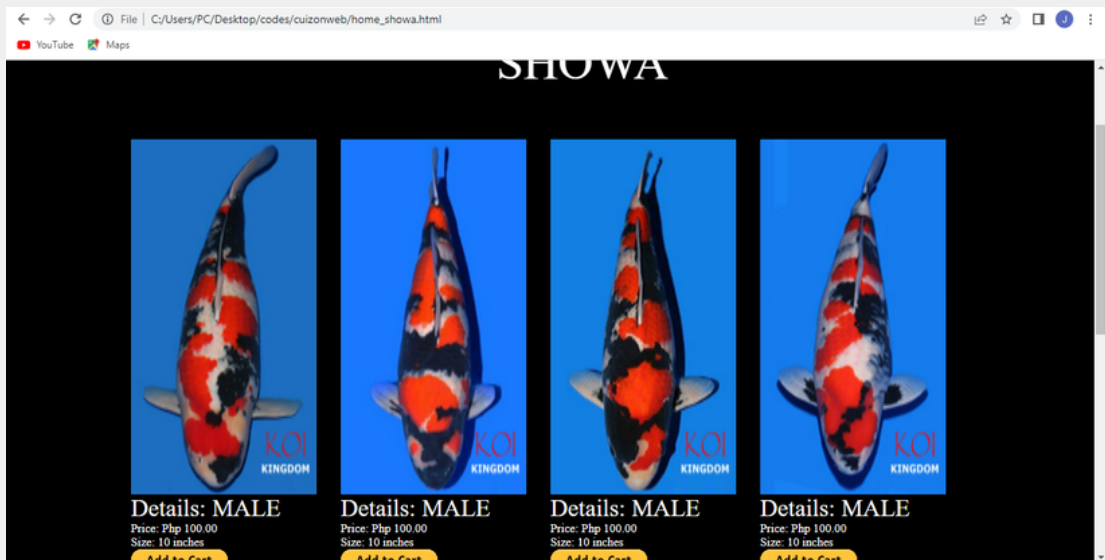 File | C:/Users/PC/Desktop/codes/cuizonweb/home_showa.html
J
YouTube Maps
SHOWA
KOI KOI KOI KOI
KINGDOM KINGDOM KINGDOM KINGDOM
Details: MALE Details: MALE Details: MALE Details: MALE
Price: Php 100.00 Price: Php 100.00 Price: Php 100.00 Price: Php 100.00
Size: 10 inches Size: 10 inches Size: 10 inches Size: 10 inches
Add to Cart Add to Cart Add to Cart Add to Cart